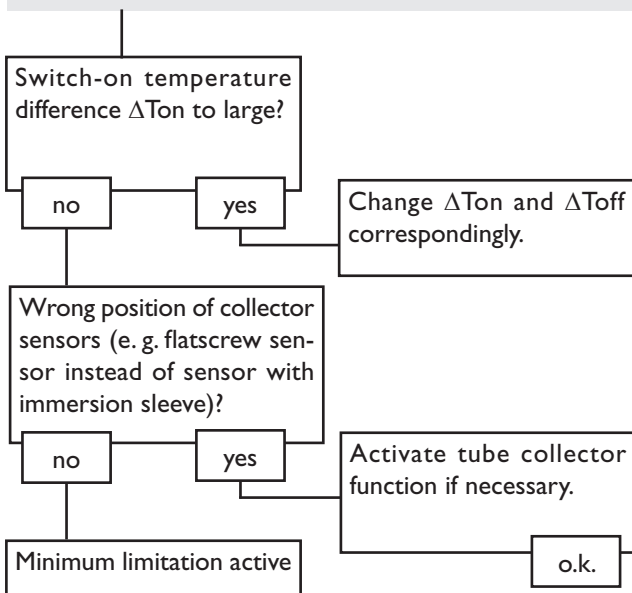 Switch-on temperature
difference ΔTon to large?
no
yes
Change ΔTon and ΔToff
correspondingly.
Wrong position of collector
sensors (e. g. flatscrew sen-
sor instead of sensor with
immersion sleeve)?
no
yes
Activate tube collector
function if necessary.
o.k.
Minimum limitation active